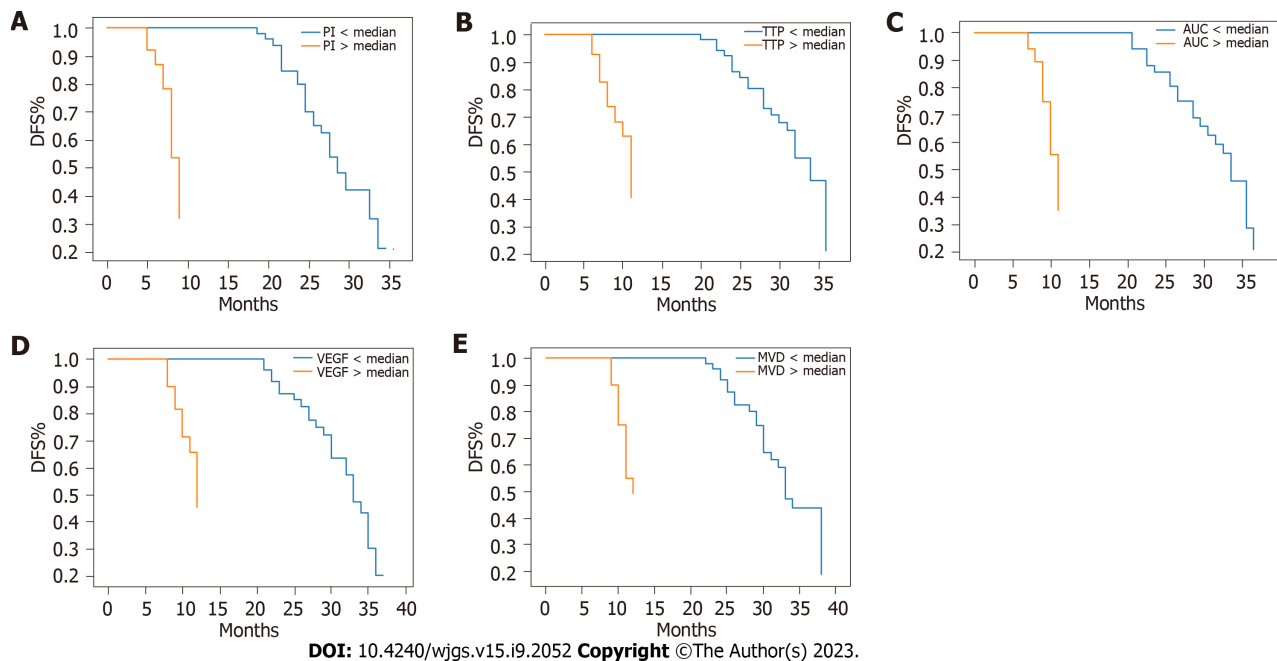 A
PI < median
PI > median
1.0
0.9
0.8
0.7
0.6
0.5
0.4
0.3
0.2
DFS%
0 5 10 15 20 25 30 35
Months
B
TTP < median
TTP > median
1.0
0.9
0.8
0.7
0.6
0.5
0.4
0.3
0.2
DFS%
0 5 10 15 20 25 30 35
Months
C
AUC < median
AUC > median
1.0
0.9
0.8
0.7
0.6
0.5
0.4
0.3
0.2
DFS%
0 5 10 15 20 25 30 35
Months
D
VEGF < median
VEGF > median
1.0
0.9
0.8
0.7
0.6
0.5
0.4
0.3
0.2
DFS%
0 5 10 15 20 25 30 35 40
Months
E
MVD < median
MVD > median
1.0
0.9
0.8
0.7
0.6
0.5
0.4
0.3
0.2
DFS%
0 5 10 15 20 25 30 35 40
Months
DOI: 10.4240/wjgs.v15.i9.2052 Copyright ©The Author(s) 2023.